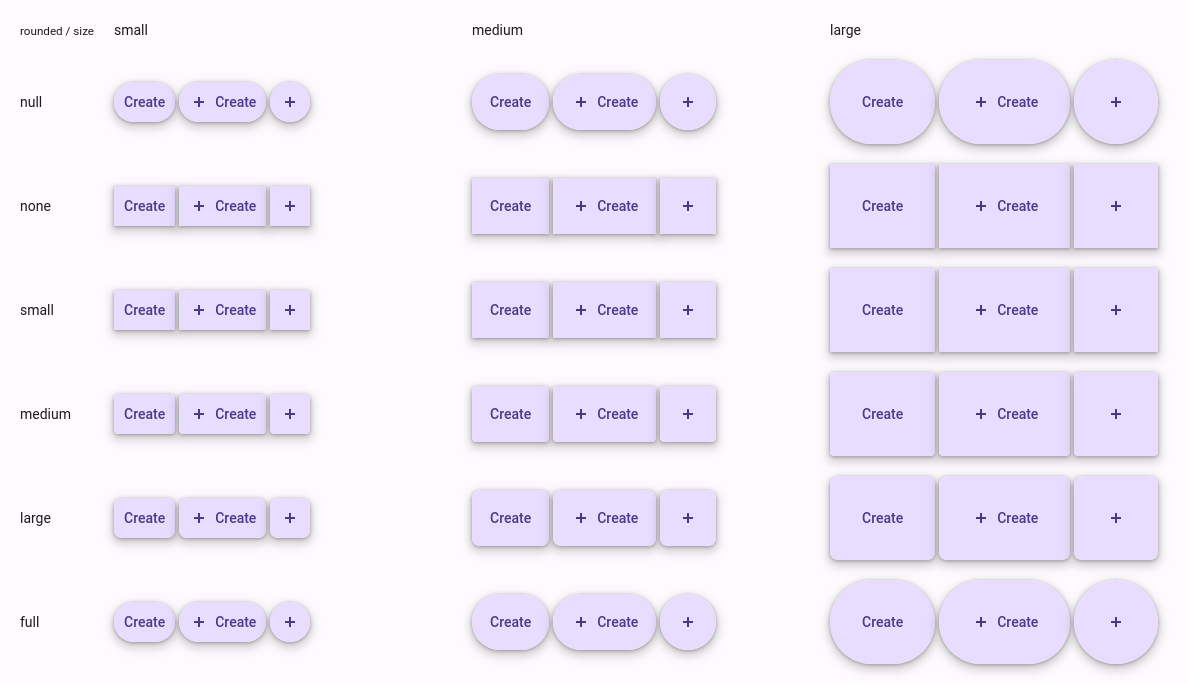 rounded / size small medium large
null Create + Create + Create + Create + Create + Create +
none Create + Create + Create + Create + Create + Create +
small Create + Create + Create + Create + Create + Create +
medium Create + Create + Create + Create + Create + Create +
large Create + Create + Create + Create + Create + Create +
full Create + Create + Create + Create + Create + Create +